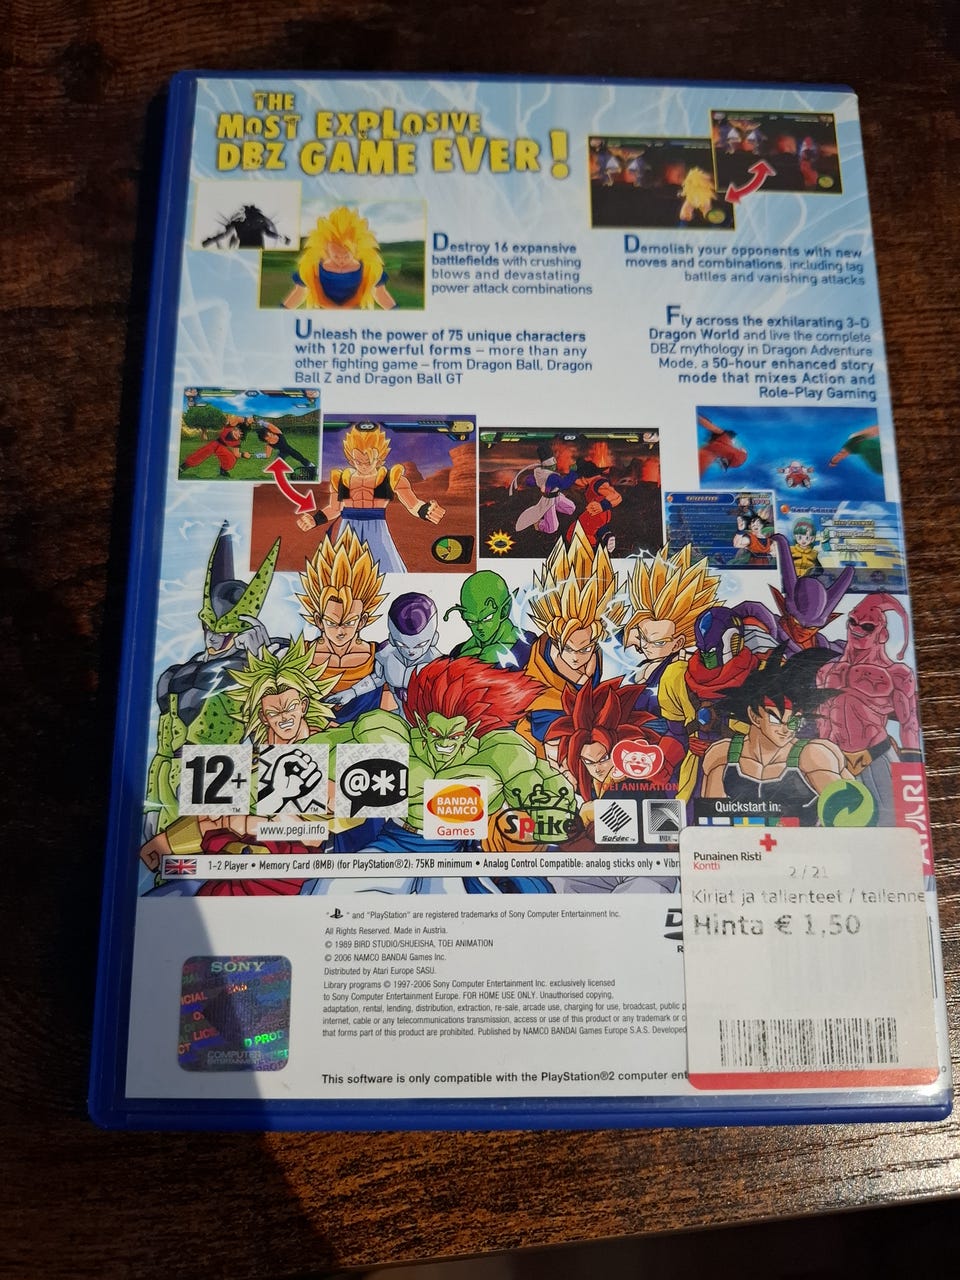 THE
MOST EXPLOSIVE
DBZ GAME EVER!
Destroy 16 expansive
battlefields with crushing
blows and devastating
power attack combinations
Demolish your opponents with new
moves and combinations, including tag
battles and vanishing attacks
Unleash the power of 75 unique characters
with 120 powerful forms – more than any
other fighting game – from Dragon Ball, Dragon
Ball Z and Dragon Ball GT
Fly across the exhilarating 3-D
Dragon World and live the complete
DBZ mythology in Dragon Adventure
Mode, a 50-hour enhanced story
mode that mixes Action and
Role-Play Gaming
12+
™
™
@*!
www.pegi.info
BANDAI
NAMCO
Games
Spike
TOEI ANIMATION
Sofdec™
Quickstart in:
ATARI
1-2 Player • Memory Card (8MB) (for PlayStation®2): 75KB minimum • Analog Control Compatible: analog sticks only •
" " and "PlayStation" are registered trademarks of Sony Computer Entertainment Inc.
All Rights Reserved. Made in Austria.
© 1989 BIRD STUDIO/SHUEISHA, TOEI ANIMATION
© 2006 NAMCO BANDAI Games Inc.
Distributed by Atari Europe SASU.
Library programs © 1997-2006 Sony Computer Entertainment Inc. exclusively licensed
to Sony Computer Entertainment Europe. FOR HOME USE ONLY. Unauthorised copying,
adaptation, rental, lending, distribution, extraction, re-sale, arcade use, charging for use, broadcast, public p
internet, cable or any telecommunications transmission, access or use of this product or any trademark or c
that forms part of this product are prohibited. Published by NAMCO BANDAI Games Europe S.A.S. Developed
This software is only compatible with the PlayStation®2 computer ent
SONY
COMPUTER
ENTERTAINMENT
Punainen Risti
Kontti
2/21
Kirjat ja tallenteet / tallenne
Hinta € 1,50